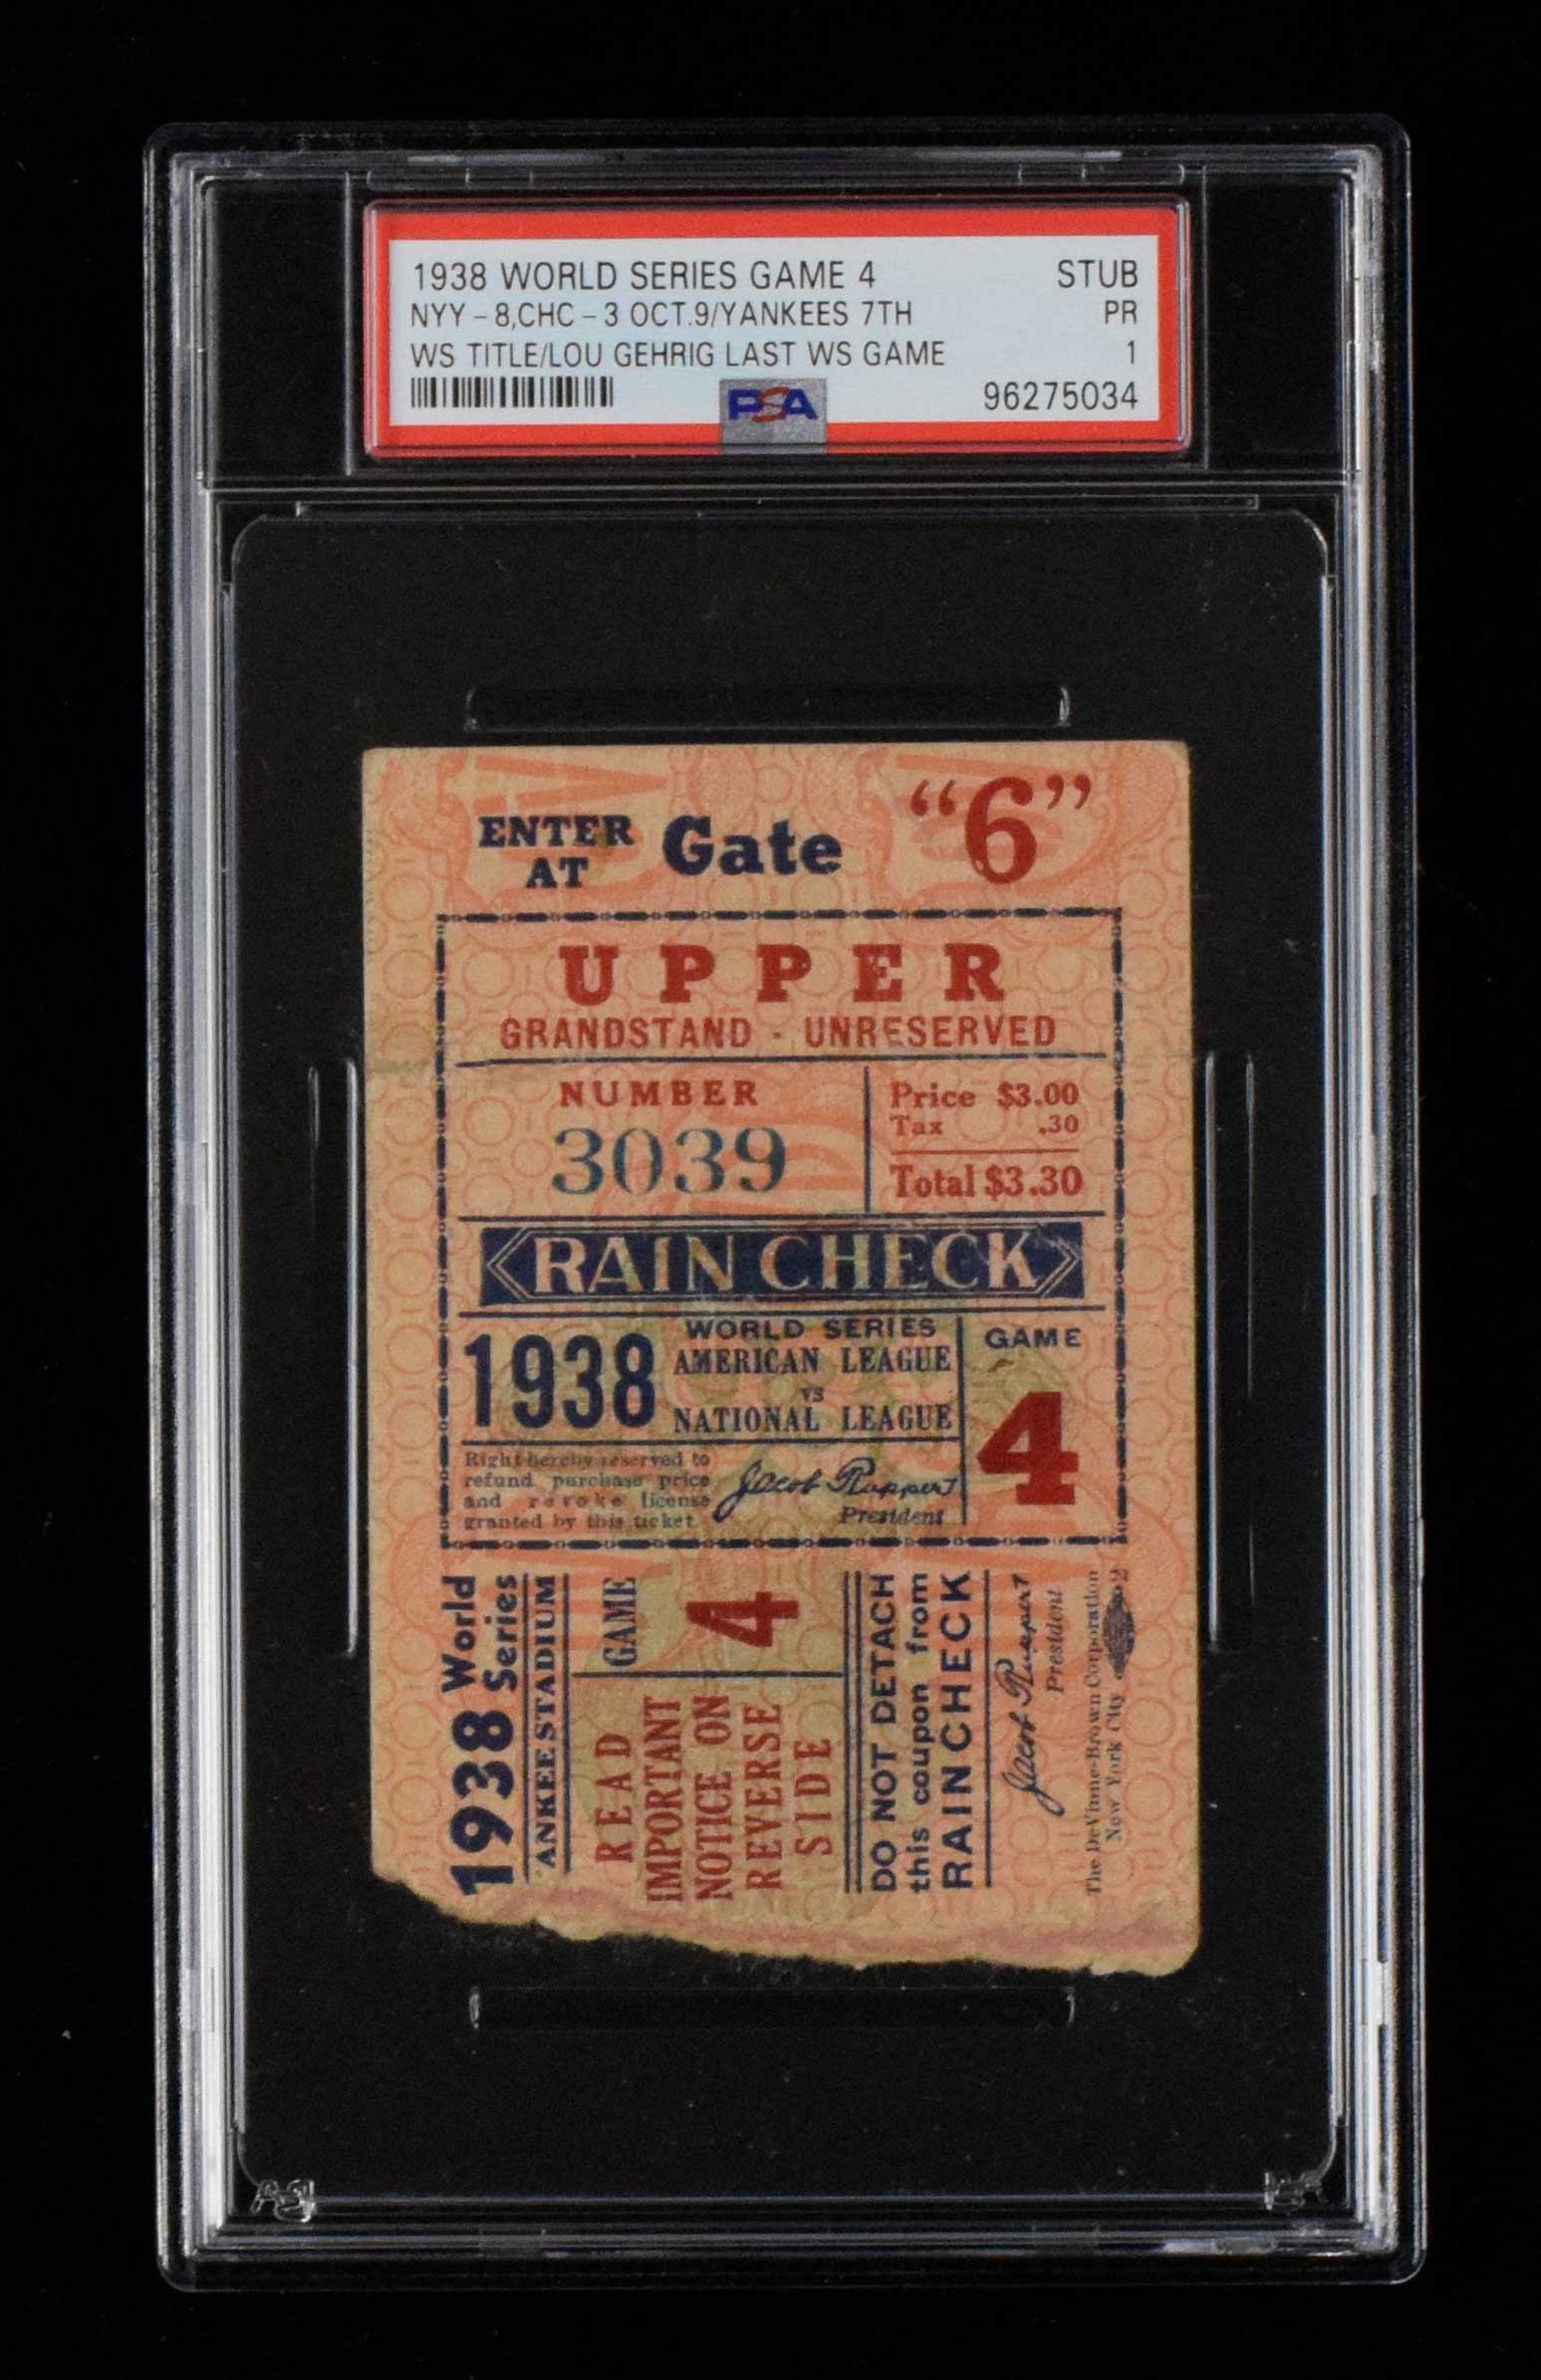 1938 WORLD SERIES GAME 4 STUB
NYY-8,CHC-3 OCT.9/YANKEES 7TH PR
WS TITLE/LOU GEHRIG LAST WS GAME 1
PSA 96275034
ENTER AT Gate "6"
UPPER
GRANDSTAND - UNRESERVED
NUMBER
3039
Price $3.00
Tax .30
Total $3.30
RAIN CHECK
1938
WORLD SERIES
AMERICAN LEAGUE
VS
NATIONAL LEAGUE
GAME
4
Right hereby reserved to
refund purchase price
and revoke license
granted by this ticket.
Jacob Ruppert
President
1938 World Series
ANKEE STADIUM
GAME
4
READ
IMPORTANT
NOTICE ON
REVERSE
SIDE
DO NOT DETACH
this coupon from
RAIN CHECK
Jacob Ruppert
President
The DeVinne-Brown Corporation
New York City
2